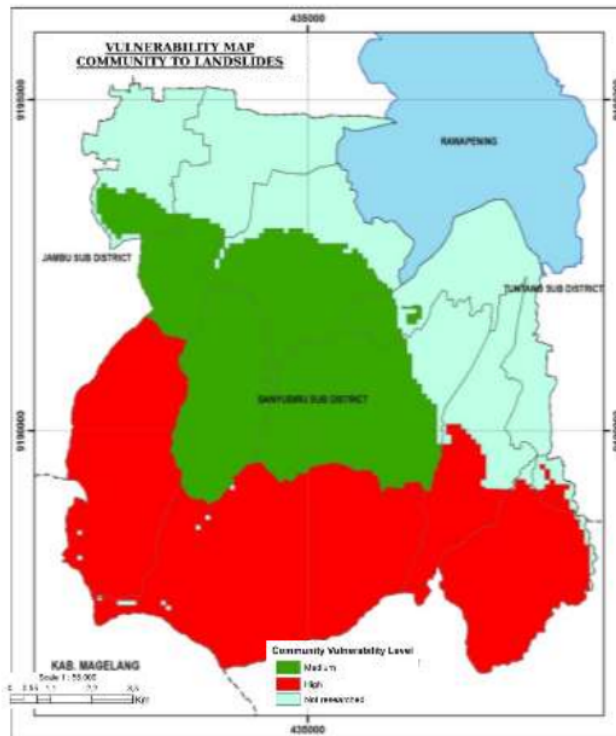 435000
VULNERABILITY MAP
COMMUNITY TO LANDSLIDES
RAWAPENING
JAMBU SUB DISTRICT
TUNTANG SUB DISTRICT
BANYUBIRU SUB DISTRICT
9190000
Community Vulnerability Level
Medium
High
Not researched
KAB. MAGELANG
Km
435000